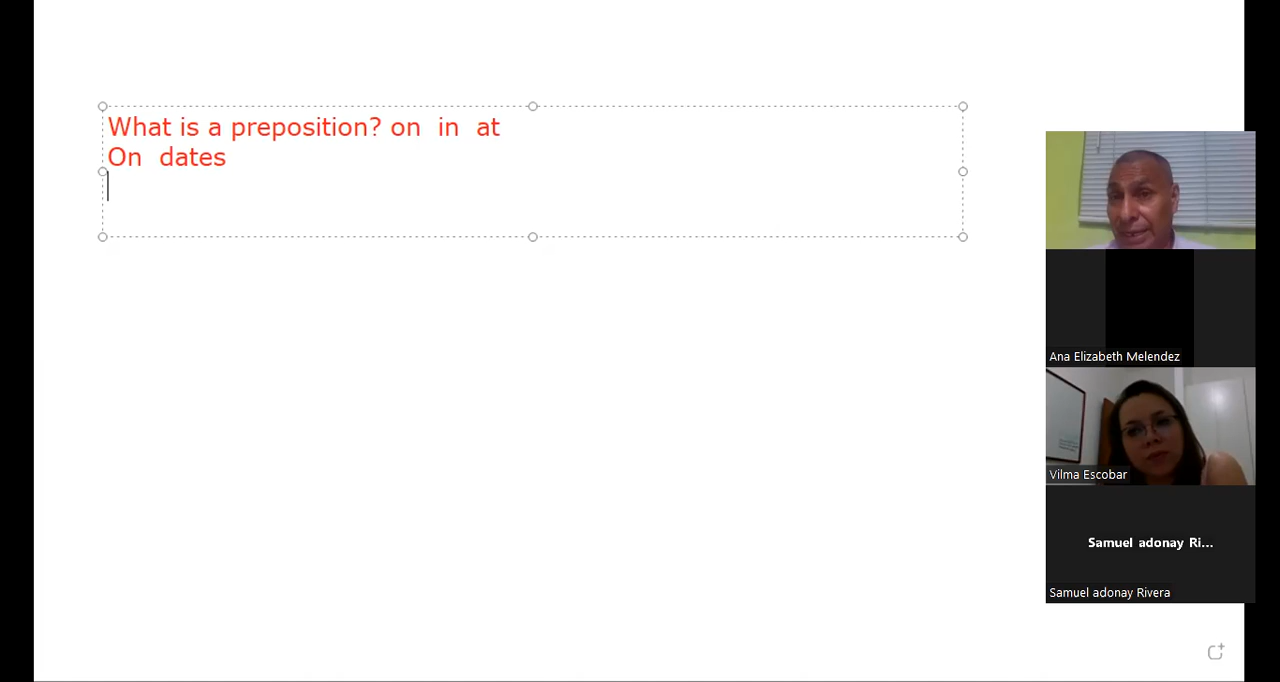 What is a preposition? on in at
On dates
Ana Elizabeth Melendez
Vilma Escobar
Samuel adonay Ri...
Samuel adonay Rivera